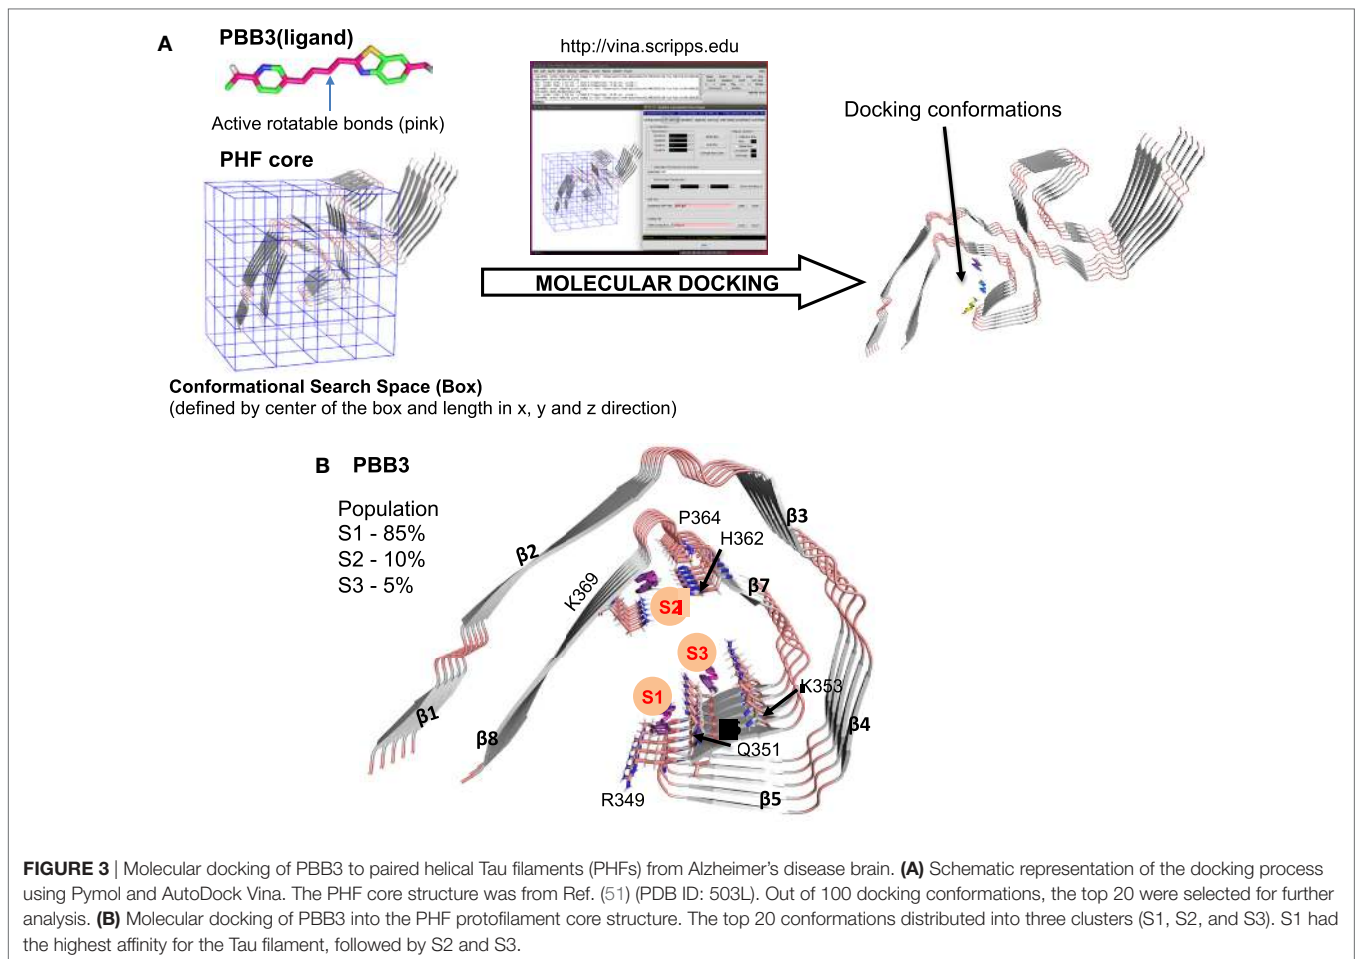 A
PBB3(ligand)
Active rotatable bonds (pink)
PHF core
http://vina.scripps.edu
Docking conformations
MOLECULAR DOCKING
Conformational Search Space (Box)
(defined by center of the box and length in x, y and z direction)
B PBB3
Population
S1 - 85%
S2 - 10%
S3 - 5%
P364
β3
H362
β2
K369
β7
S2
S3
K353
S1
β1
β4
β8
Q351
R349
β5
FIGURE 3 | Molecular docking of PBB3 to paired helical Tau filaments (PHFs) from Alzheimer's disease brain. (A) Schematic representation of the docking process
using Pymol and AutoDock Vina. The PHF core structure was from Ref. (51) (PDB ID: 503L). Out of 100 docking conformations, the top 20 were selected for further
analysis. (B) Molecular docking of PBB3 into the PHF protofilament core structure. The top 20 conformations distributed into three clusters (S1, S2, and S3). S1 had
the highest affinity for the Tau filament, followed by S2 and S3.